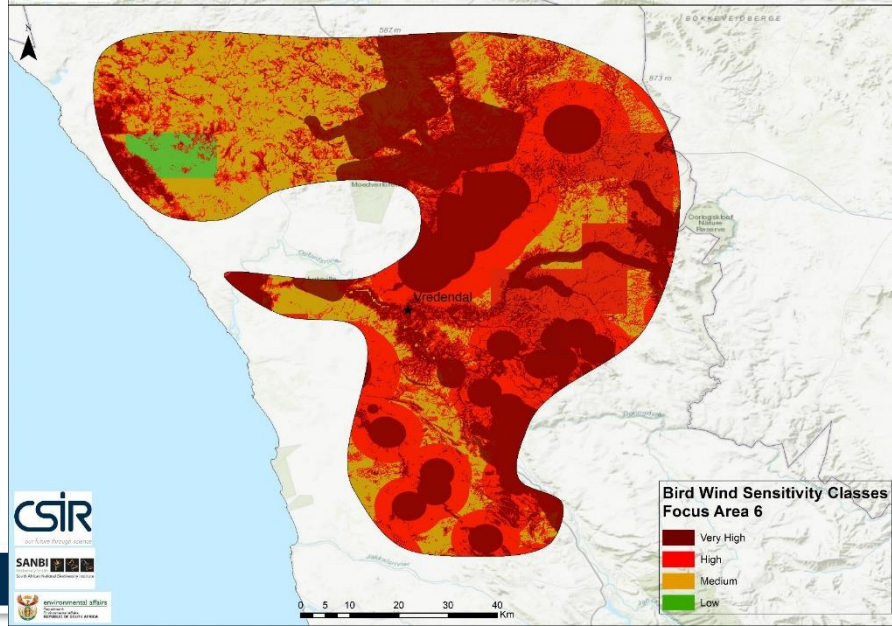 BOKKEVELDBERGE
N
587 m
873 m
Oorlogskloof
Nature
Reserve
Vredendal
Bird Wind Sensitivity Classes
Focus Area 6
Very High
High
Medium
Low
CSIR
our future through science
SANBI
South African National Biodiversity Institute
environmental affairs
Department:
Environmental Affairs
REPUBLIC OF SOUTH AFRICA
0 5 10 20 30 40
Km